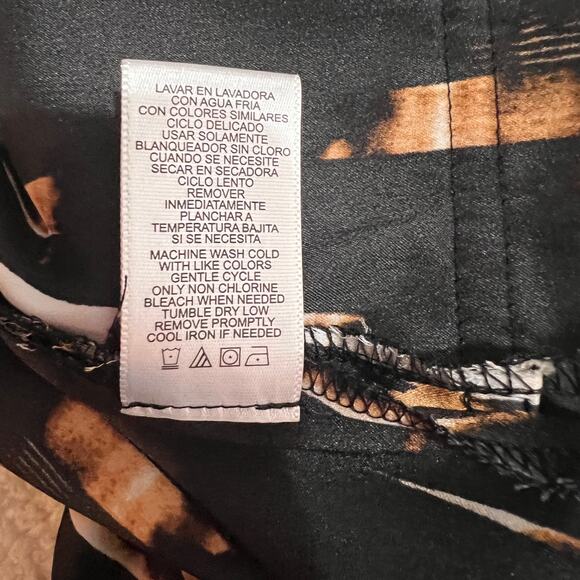 LAVAR EN LAVADORA
CON AGUA FRIA
CON COLORES SIMILARES
CICLO DELICADO
USAR SOLAMENTE
BLANQUEADOR SIN CLORO
CUANDO SE NECESITE
SECAR EN SECADORA
CICLO LENTO
REMOVER
INMEDIATAMENTE
PLANCHAR A
TEMPERATURA BAJITA
SI SE NECESITA
MACHINE WASH COLD
WITH LIKE COLORS
GENTLE CYCLE
ONLY NON CHLORINE
BLEACH WHEN NEEDED
TUMBLE DRY LOW
REMOVE PROMPTLY
COOL IRON IF NEEDED